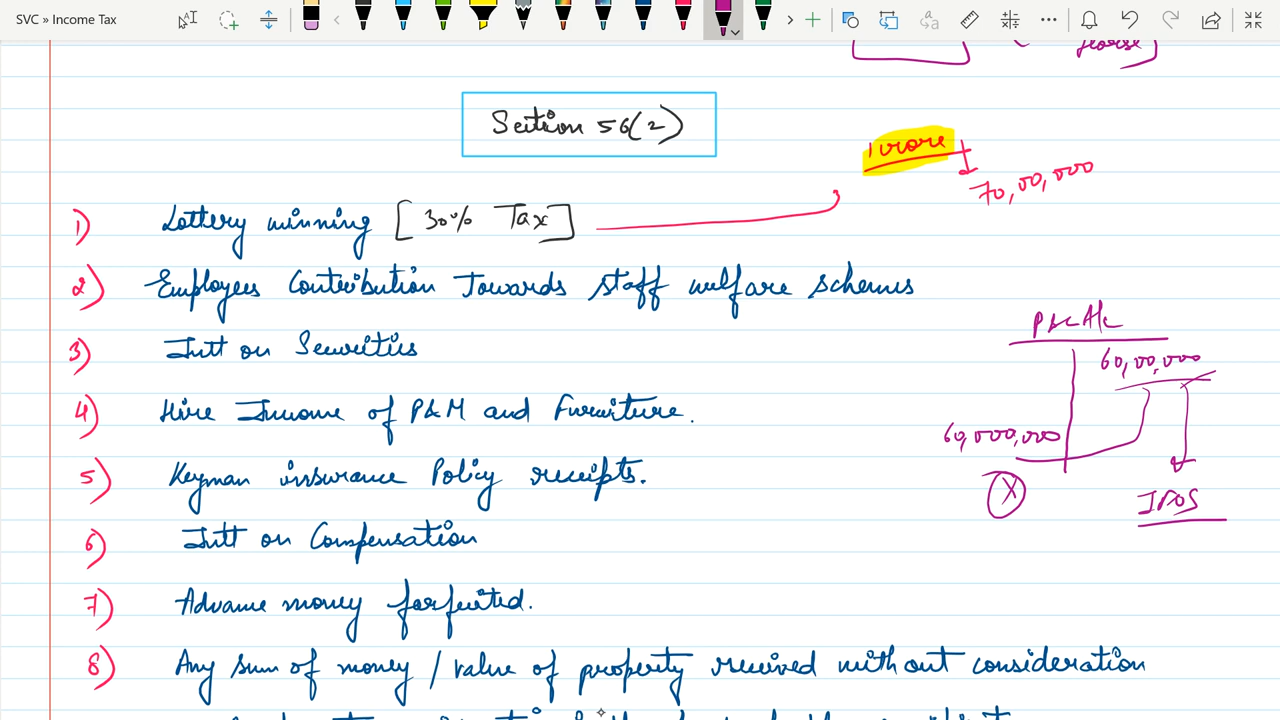 SVC » Income Tax
House
Section 56(2)
1 crore
70,00,000
1) Lottery winning [30% Tax]
2) Employees Contribution Towards staff welfare schems
P&L A/c
3) Intt on Securities
60,00,000
4) Hire Income of P&M and Furniture.
60,000,000
5) Keyman insurance Policy receipts.
X
IFOS
6) Intt on Compensation
7) Advance money forfeited.
8) Any sum of money / value of property received without consideration